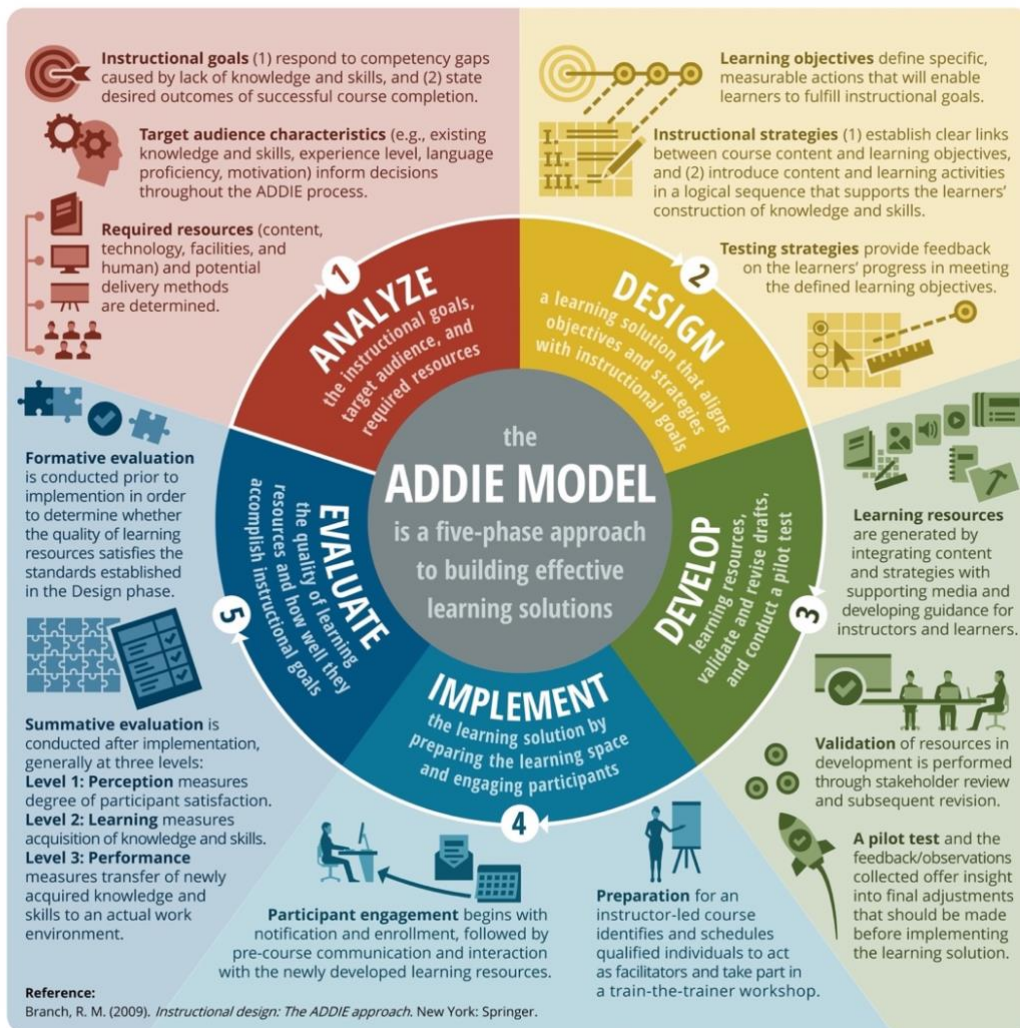 Instructional goals (1) respond to competency gaps
caused by lack of knowledge and skills, and (2) state
desired outcomes of successful course completion.
Target audience characteristics (e.g., existing
knowledge and skills, experience level, language
proficiency, motivation) inform decisions
throughout the ADDIE process.
Required resources (content,
technology, facilities, and
human) and potential
delivery methods
are determined.
Learning objectives define specific,
measurable actions that will enable
learners to fulfill instructional goals.
I.
II.
III.
Instructional strategies (1) establish clear links
between course content and learning objectives,
and (2) introduce content and learning activities
in a logical sequence that supports the learners'
construction of knowledge and skills.
Testing strategies provide feedback
on the learners' progress in meeting
the defined learning objectives.
1
ANALYZE
the instructional goals,
target audience, and
required resources
2
DESIGN
a learning solution that aligns
objectives and strategies
with instructional goals
the
ADDIE MODEL
is a five-phase approach
to building effective
learning solutions
3
DEVELOP
learning resources,
validate and revise drafts,
and conduct a pilot test
Learning resources
are generated by
integrating content
and strategies with
supporting media and
developing guidance for
instructors and learners.
Validation of resources in
development is performed
through stakeholder review
and subsequent revision.
A pilot test and the
feedback/observations
collected offer insight
into final adjustments
that should be made
before implementing
the learning solution.
4
IMPLEMENT
the learning solution by
preparing the learning space
and engaging participants
Participant engagement begins with
notification and enrollment, followed by
pre-course communication and interaction
with the newly developed learning resources.
Preparation for an
instructor-led course
identifies and schedules
qualified individuals to act
as facilitators and take part in
a train-the-trainer workshop.
5
EVALUATE
the quality of learning
resources and how well they
accomplish instructional goals
Formative evaluation
is conducted prior to
implemention in order
to determine whether
the quality of learning
resources satisfies the
standards established
in the Design phase.
Summative evaluation is
conducted after implementation,
generally at three levels:
Level 1: Perception measures
degree of participant satisfaction.
Level 2: Learning measures
acquisition of knowledge and skills.
Level 3: Performance
measures transfer of newly
acquired knowledge and
skills to an actual work
environment.
Reference:
Branch, R. M. (2009). Instructional design: The ADDIE approach. New York: Springer.